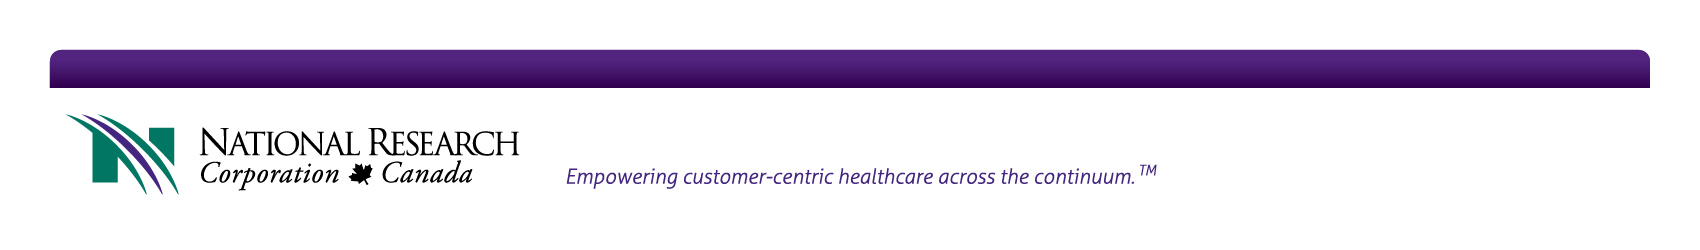 NATIONAL RESEARCH
Corporation Canada
Empowering customer-centric healthcare across the continuum.™